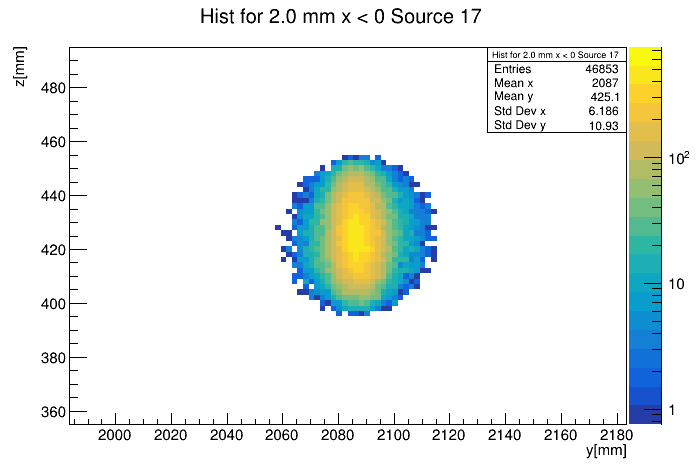 Hist for 2.0 mm x < 0 Source 17
z[mm]
Hist for 2.0 mm x < 0 Source 17
Entries 46853
Mean x 2087
Mean y 425.1
Std Dev x 6.186
Std Dev y 10.93
480
460
440
420
400
380
360
10²
10
1
2000 2020 2040 2060 2080 2100 2120 2140 2160 2180
y[mm]